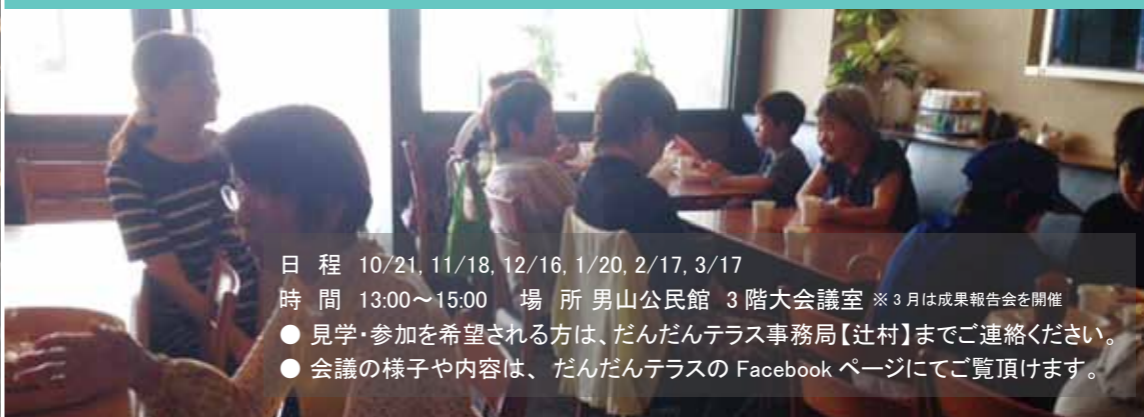 日 程 10/21, 11/18, 12/16, 1/20, 2/17, 3/17
時 間 13:00～15:00 場 所 男山公民館 3階大会議室 ※3月は成果報告会を開催
● 見学・参加を希望される方は、だんだんテラス事務局【辻村】までご連絡ください。
● 会議の様子や内容は、だんだんテラスの Facebook ページにてご覧頂けます。